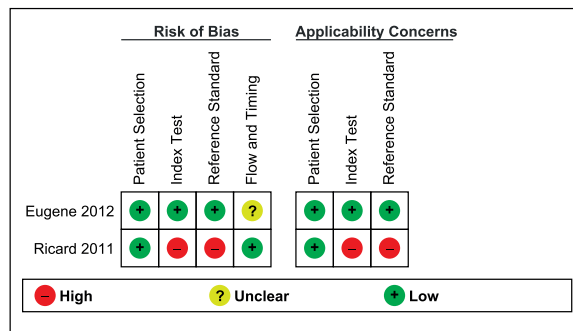 Risk of Bias Applicability Concerns
Patient Selection
Index Test
Reference Standard
Flow and Timing
Patient Selection
Index Test
Reference Standard
Eugene 2012 + + + ? + + +
Ricard 2011 + – – + + – –
– High ? Unclear + Low